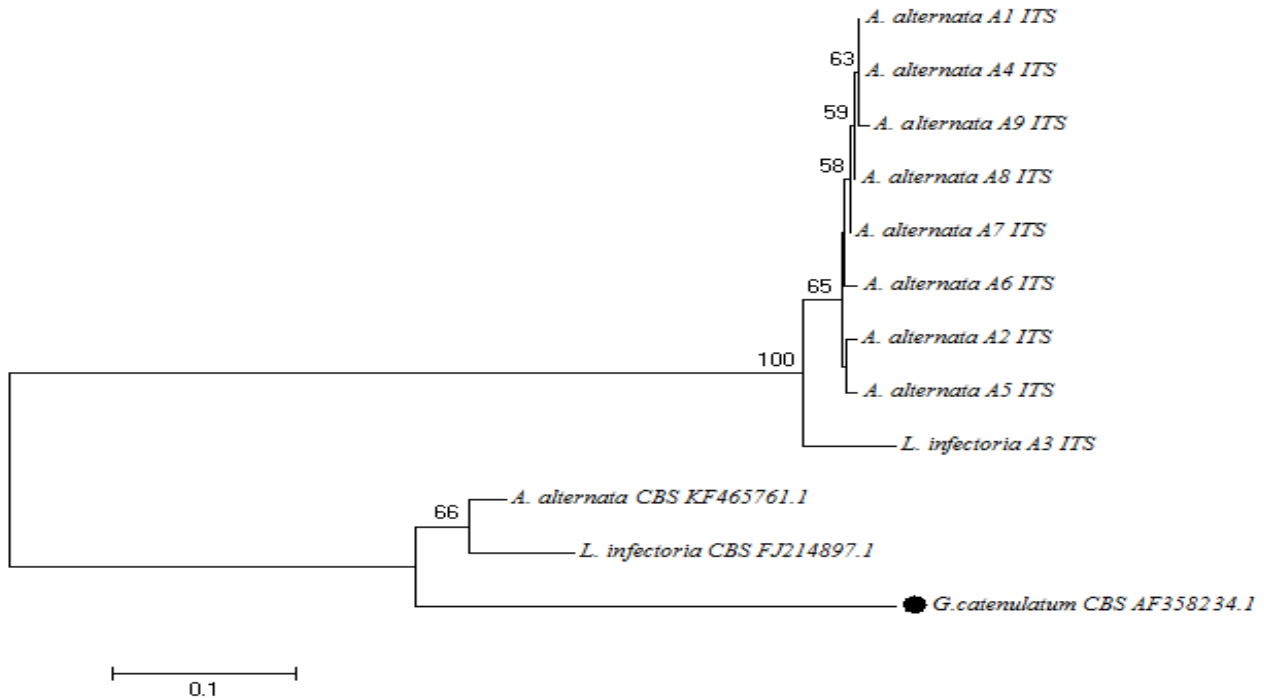 A. alternata A1 ITS
63
A. alternata A4 ITS
59
A. alternata A9 ITS
58
A. alternata A8 ITS
A. alternata A7 ITS
65
A. alternata A6 ITS
A. alternata A2 ITS
100
A. alternata A5 ITS
L. infectoria A3 ITS
66
A. alternata CBS KF465761.1
L. infectoria CBS FJ214897.1
G.catenulatum CBS AF358234.1
0.1